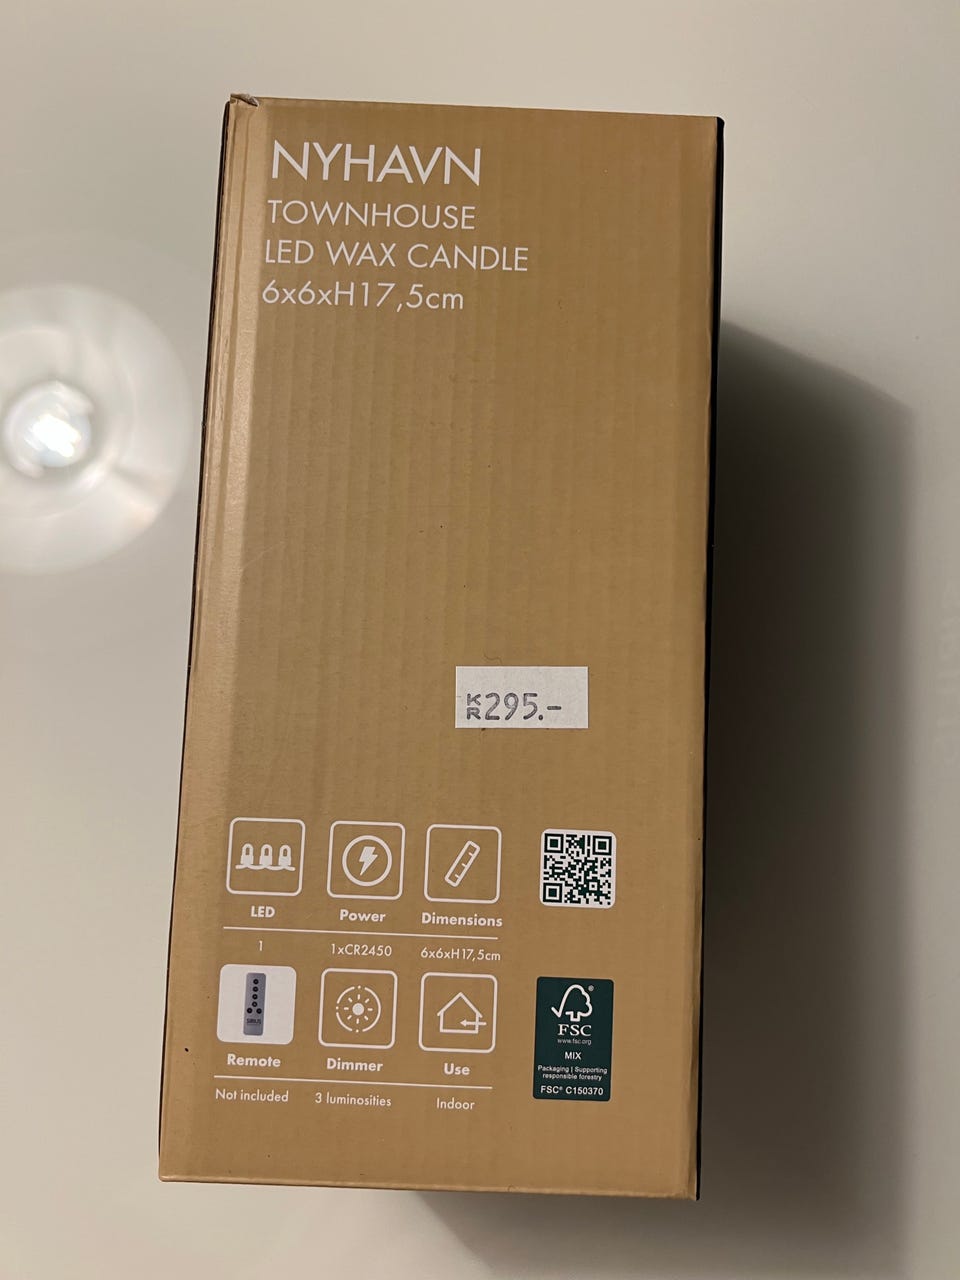 NYHAVN
TOWNHOUSE
LED WAX CANDLE
6x6xH17,5cm
KR295.-
LED
Power
Dimensions
1
1xCR2450
6x6xH17,5cm
SIRIUS
Remote
Dimmer
Use
Not included
3 luminosities
Indoor
®
FSC
www.fsc.org
MIX
Packaging | Supporting
responsible forestry
FSC® C150370